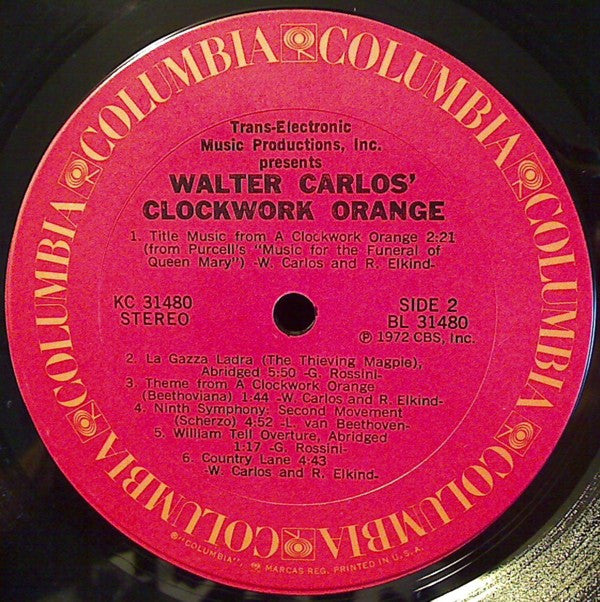 COLUMBIA COLUMBIA COLUMBIA COLUMBIA COLUMBIA COLUMBIA
Trans-Electronic
Music Productions, Inc.
presents
WALTER CARLOS'
CLOCKWORK ORANGE
1. Title Music from A Clockwork Orange 2:21
(from Purcell's "Music for the Funeral of
Queen Mary") -W. Carlos and R. Elkind-
KC 31480
STEREO
SIDE 2
BL 31480
Ⓟ 1972 CBS, Inc.
2. La Gazza Ladra (The Thieving Magpie),
Abridged 5:50 -G. Rossini-
3. Theme from A Clockwork Orange
(Beethoviana) 1:44 -W. Carlos and R. Elkind-
4. Ninth Symphony: Second Movement
(Scherzo) 4:52 -L. van Beethoven-
5. William Tell Overture, Abridged
1:17 -G. Rossini-
6. Country Lane 4:43
-W. Carlos and R. Elkind-
® "COLUMBIA", MARCAS REG. PRINTED IN U.S.A.